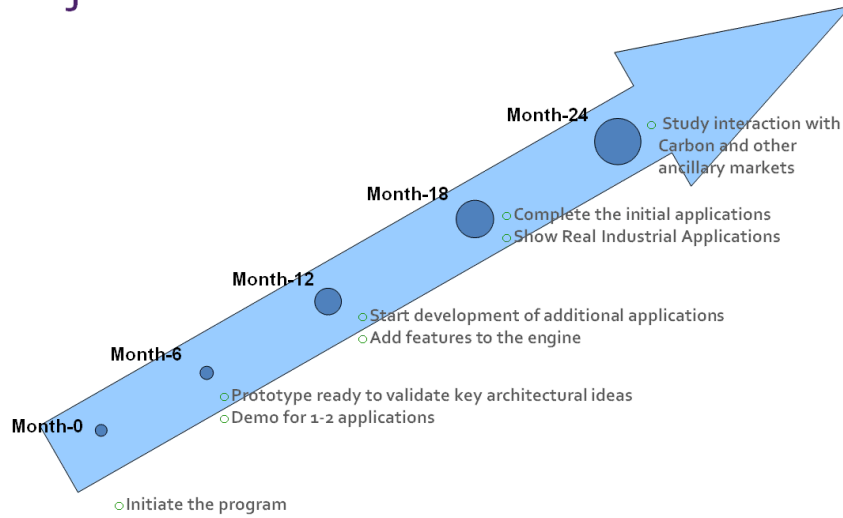 Month-24
Study interaction with
Carbon and other
ancillary markets
Month-18
Complete the initial applications
Show Real Industrial Applications
Month-12
Start development of additional applications
Add features to the engine
Month-6
Prototype ready to validate key architectural ideas
Demo for 1-2 applications
Month-0
Initiate the program